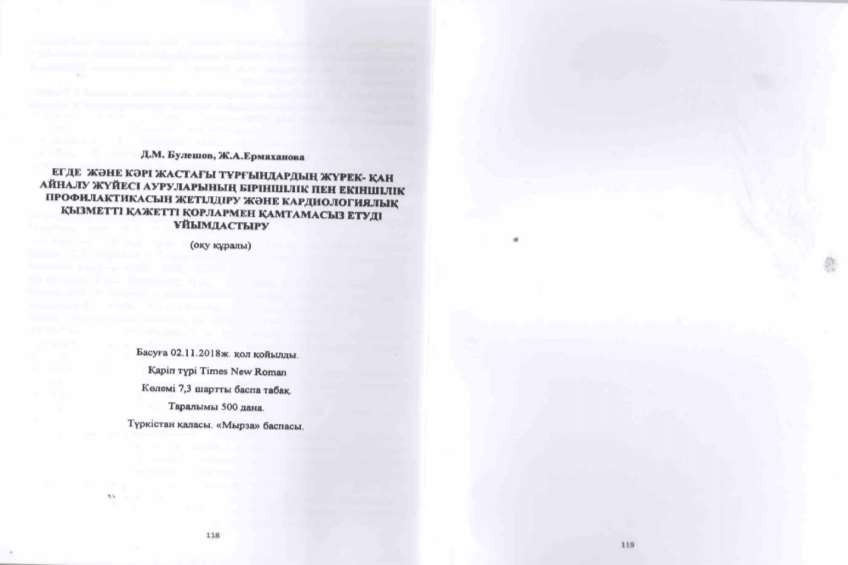 Д.М. Булешов, Ж.А.Ермаханова
ЕГДЕ ЖӘНЕ КӘРІ ЖАСТАҒЫ ТҰРҒЫНДАРДЫҢ ЖҮРЕК- ҚАН
АЙНАЛУ ЖҮЙЕСІ АУРУЛАРЫНЫҢ БІРІНШІЛІК ПЕН ЕКІНШІЛІК
ПРОФИЛАКТИКАСЫН ЖЕТІЛДІРУ ЖӘНЕ КАРДИОЛОГИЯЛЫҚ
ҚЫЗМЕТТІ ҚАЖЕТТІ ҚОРЛАРМЕН ҚАМТАМАСЫЗ ЕТУДІ
ҰЙЫМДАСТЫРУ
(оқу құралы)
Басуға 02.11.2018ж. қол қойылды.
Қаріп түрі Times New Roman
Көлемі 7,3 шартты баспа табақ.
Таралымы 500 дана.
Түркістан қаласы. «Мырза» баспасы.
118
119